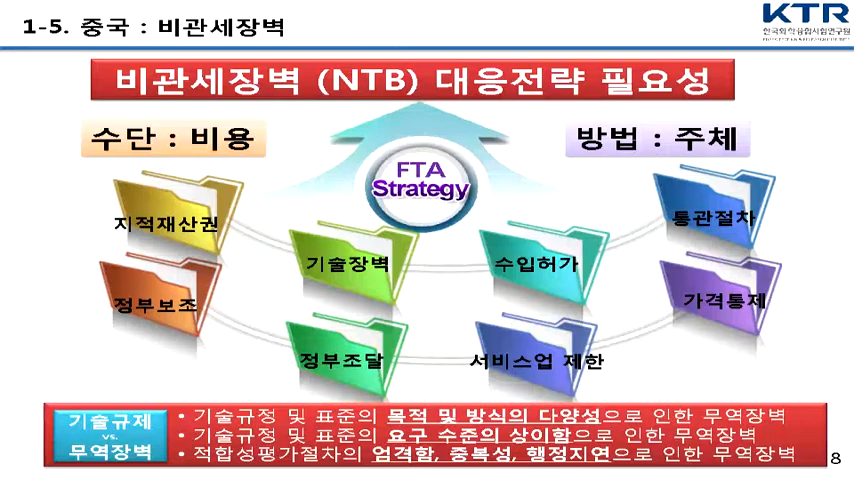 1-5. 중국 : 비관세장벽
KTR
한국화학융합시험연구원
비관세장벽 (NTB) 대응전략 필요성
수단 : 비용
방법 : 주체
FTA
Strategy
지적재산권
통관절차
기술장벽
수입허가
정부보조
가격통제
정부조달
서비스업 제한
기술규제
vs.
무역장벽
• 기술규정 및 표준의 목적 및 방식의 다양성으로 인한 무역장벽
• 기술규정 및 표준의 요구 수준의 상이함으로 인한 무역장벽
• 적합성평가절차의 엄격함, 중복성, 행정지연으로 인한 무역장벽
8